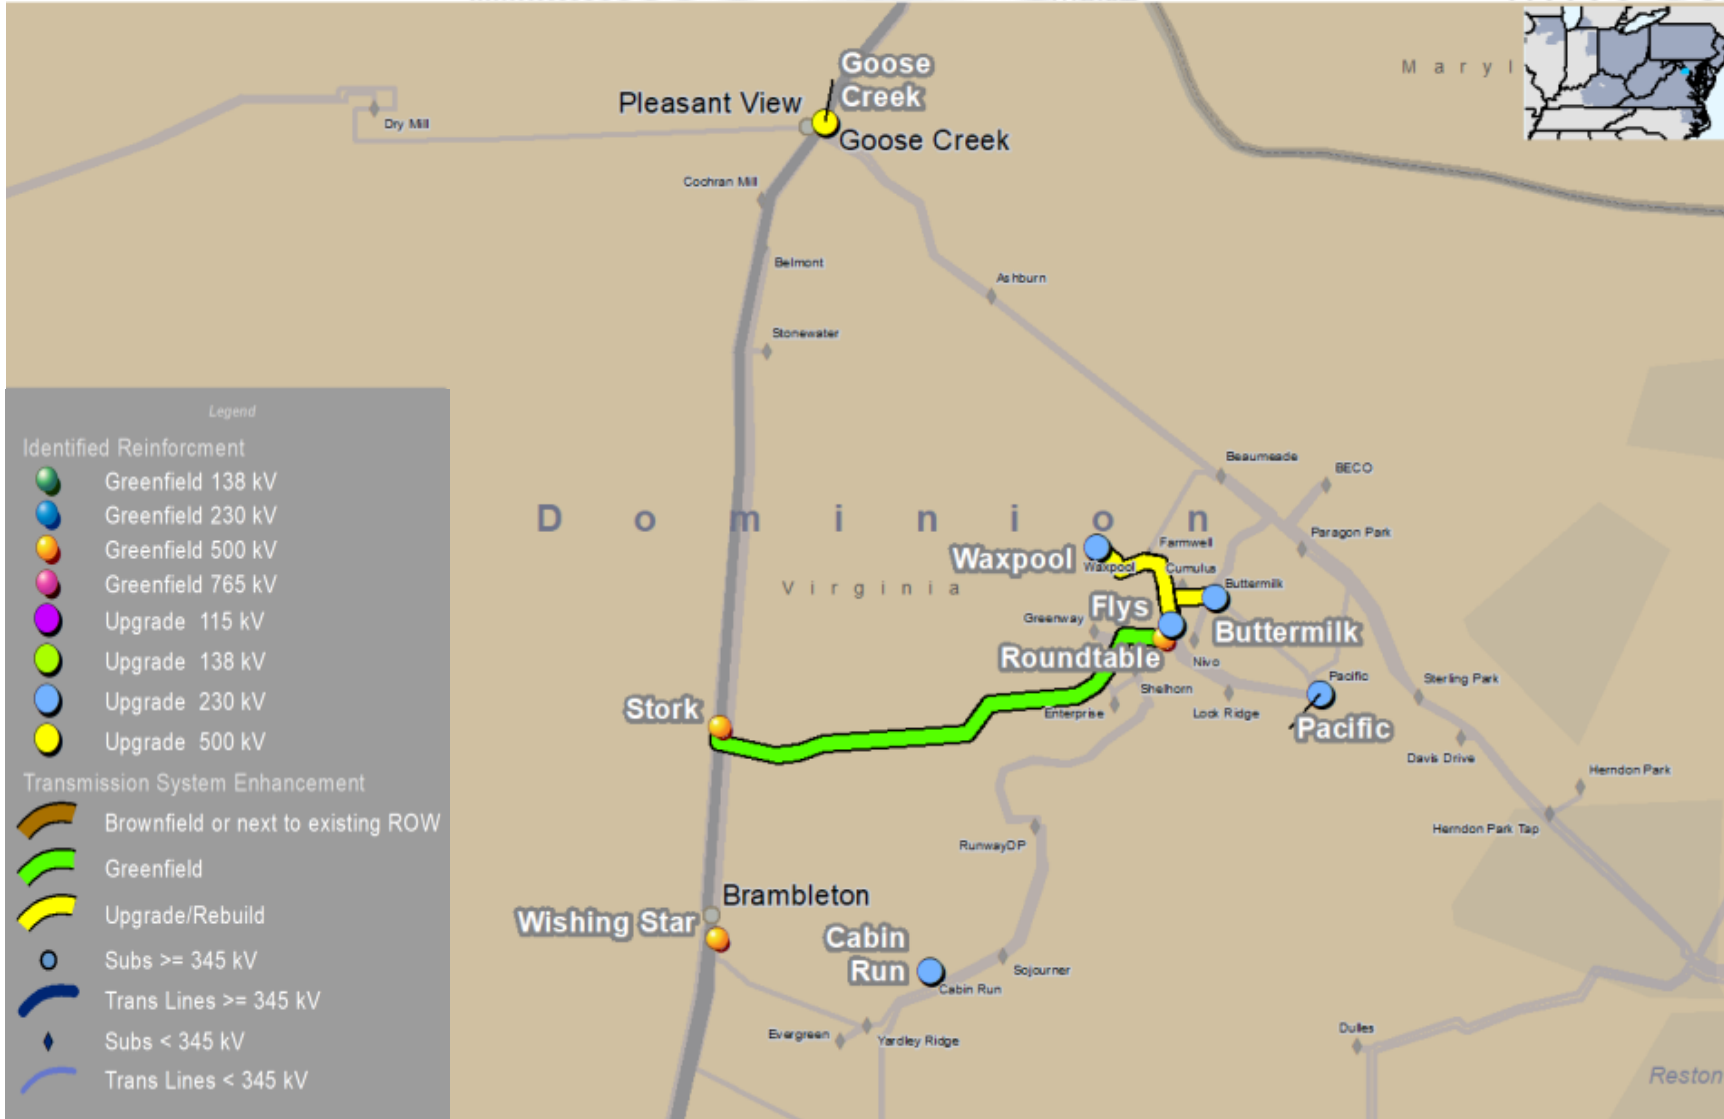 Maryl
Goose
Creek
Pleasant View
Goose Creek
Dry Mill
Cochran Mill
Belmont
Ashburn
Stonewater
Legend
Identified Reinforcment
Greenfield 138 kV
Greenfield 230 kV
Greenfield 500 kV
Greenfield 765 kV
Upgrade 115 kV
Upgrade 138 kV
Upgrade 230 kV
Upgrade 500 kV
Transmission System Enhancement
Brownfield or next to existing ROW
Greenfield
Upgrade/Rebuild
Subs >= 345 kV
Trans Lines >= 345 kV
Subs < 345 kV
Trans Lines < 345 kV
Beaumeade
BECO
Dominion
Paragon Park
Farmwell
Waxpool
Waxpool
Cumulus
Buttermilk
Virginia
Flys
Greenway
Buttermilk
Roundtable
Nivo
Pacific
Sterling Park
Shelhorn
Stork
Enterprise
Lock Ridge
Pacific
Davis Drive
Herndon Park
Herndon Park Tap
RunwayDP
Brambleton
Wishing Star
Cabin
Run
Sojourner
Cabin Run
Dulles
Evergreen
Yardley Ridge
Reston